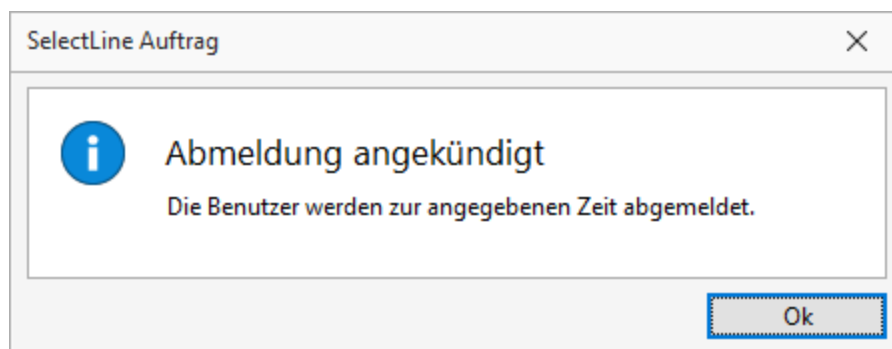 SelectLine Auftrag
Abmeldung angekündigt
Die Benutzer werden zur angegebenen Zeit abgemeldet.
Ok